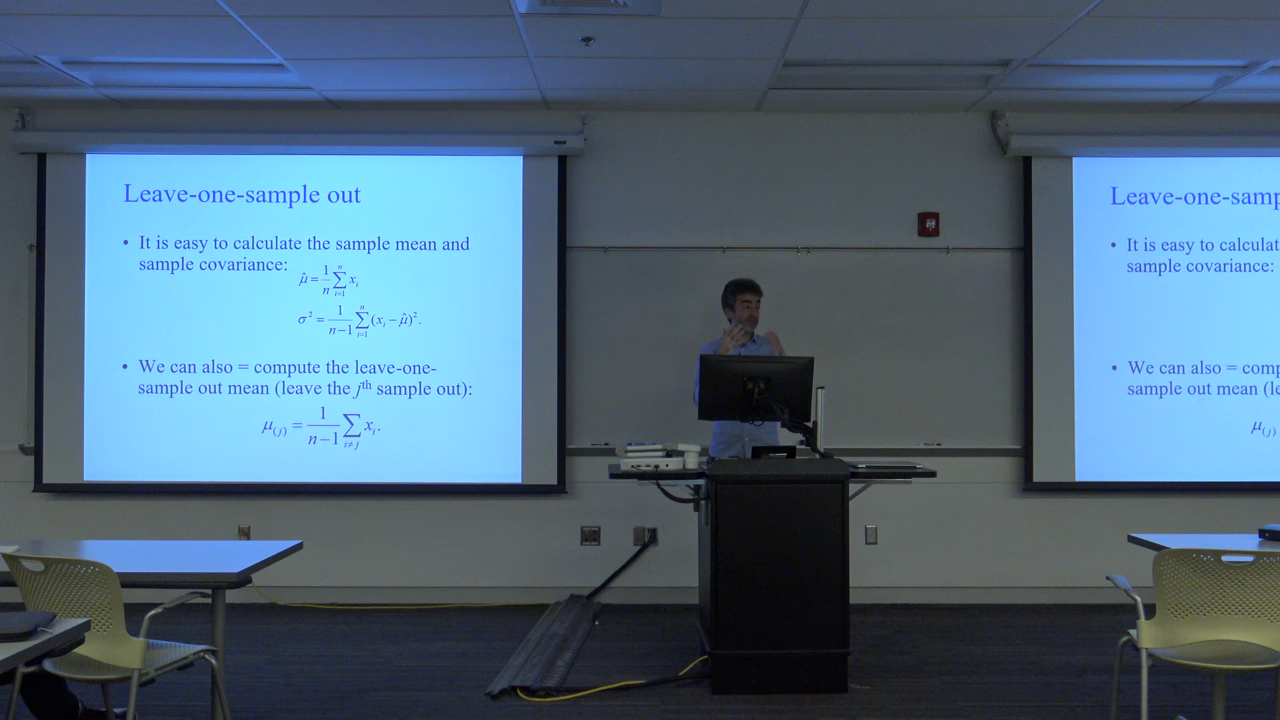 Leave-one-sample out
• It is easy to calculate the sample mean and
sample covariance:
μ̂ = 1/n ∑_{i=1}^{n} x_i
σ² = 1/(n−1) ∑_{i=1}^{n} (x_i − μ̂)².
• We can also = compute the leave-one-
sample out mean (leave the jth sample out):
μ_(j) = 1/(n−1) ∑_{i≠j} x_i.
Leave-one-samp
• It is easy to calculat
sample covariance:
• We can also = comp
sample out mean (le
μ_(j)